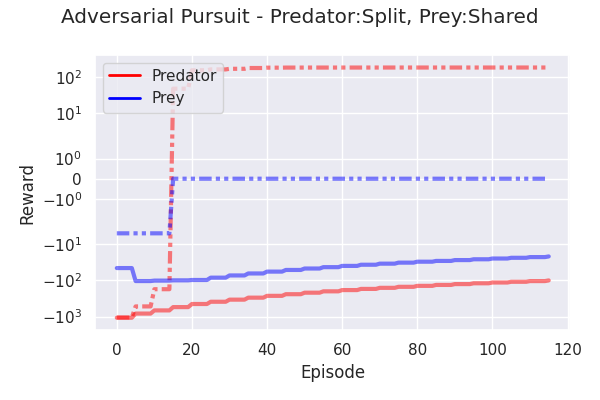 Adversarial Pursuit - Predator:Split, Prey:Shared
Predator
Prey
10²
10¹
10⁰
0
−10⁰
−10¹
−10²
−10³
Reward
0 20 40 60 80 100 120
Episode